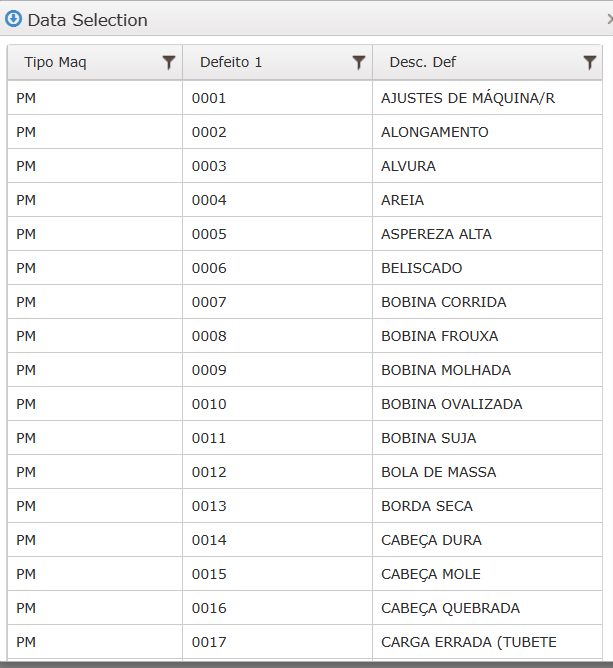 Data Selection
Tipo Maq Defeito 1 Desc. Def
PM 0001 AJUSTES DE MÁQUINA/R
PM 0002 ALONGAMENTO
PM 0003 ALVURA
PM 0004 AREIA
PM 0005 ASPEREZA ALTA
PM 0006 BELISCADO
PM 0007 BOBINA CORRIDA
PM 0008 BOBINA FROUXA
PM 0009 BOBINA MOLHADA
PM 0010 BOBINA OVALIZADA
PM 0011 BOBINA SUJA
PM 0012 BOLA DE MASSA
PM 0013 BORDA SECA
PM 0014 CABEÇA DURA
PM 0015 CABEÇA MOLE
PM 0016 CABEÇA QUEBRADA
PM 0017 CARGA ERRADA (TUBETE